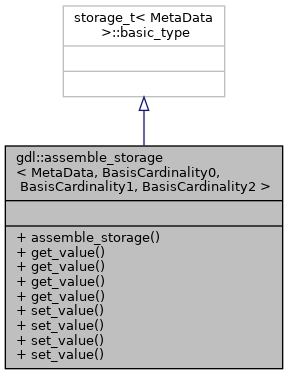 storage_t< MetaData
>::basic_type
gdl::assemble_storage
< MetaData, BasisCardinality0,
BasisCardinality1, BasisCardinality2 >
+ assemble_storage()
+ get_value()
+ get_value()
+ get_value()
+ get_value()
+ set_value()
+ set_value()
+ set_value()
+ set_value()